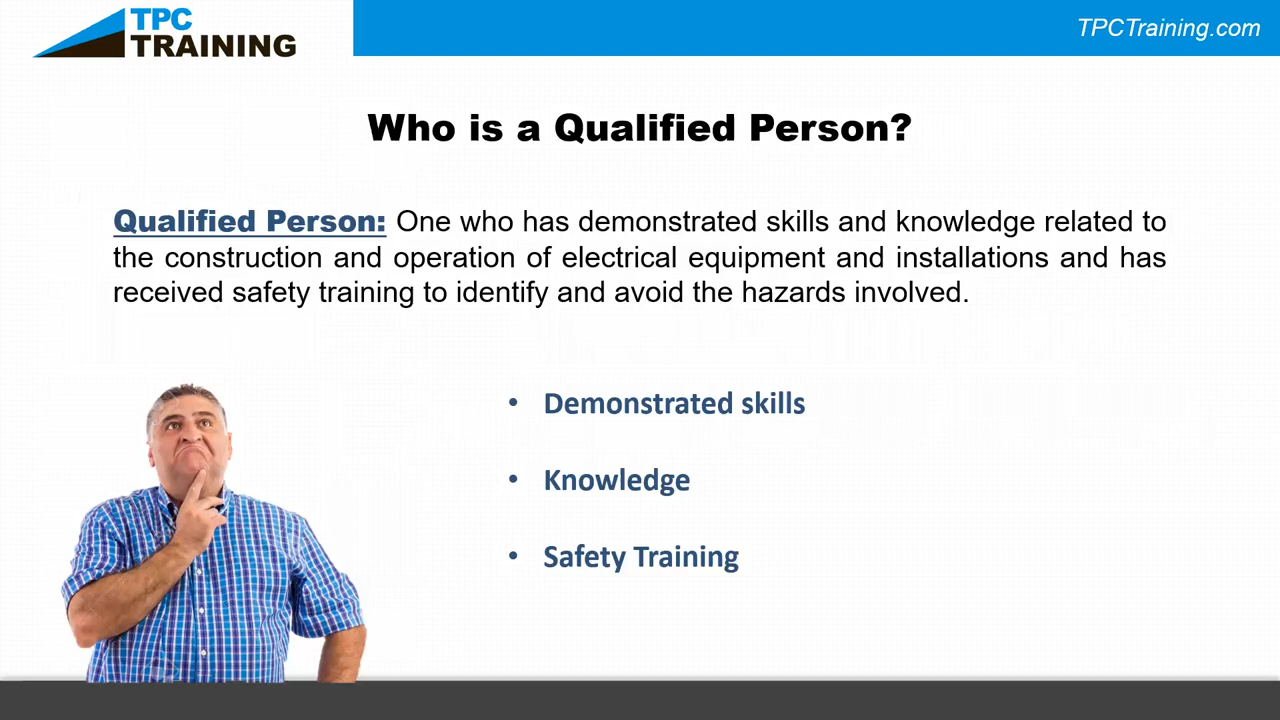 TPC
TRAINING
TPCTraining.com
Who is a Qualified Person?
Qualified Person: One who has demonstrated skills and knowledge related to
the construction and operation of electrical equipment and installations and has
received safety training to identify and avoid the hazards involved.
• Demonstrated skills
• Knowledge
• Safety Training